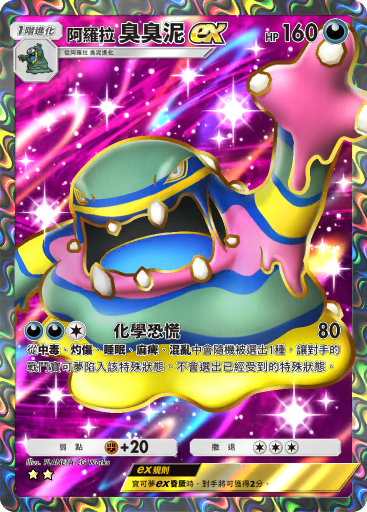 1階進化 阿羅拉 臭臭泥 ex HP 160
從阿羅拉 臭泥進化
化學恐慌 80
從中毒、灼傷、睡眠、麻痺、混亂中會隨機被選出1種，讓對手的
戰鬥寶可夢陷入該特殊狀態。不會選出已經受到的特殊狀態。
弱點 +20 撤退
Illus. PLANETA CG Works
ex規則
寶可夢ex昏厥時，對手將可獲得2分。